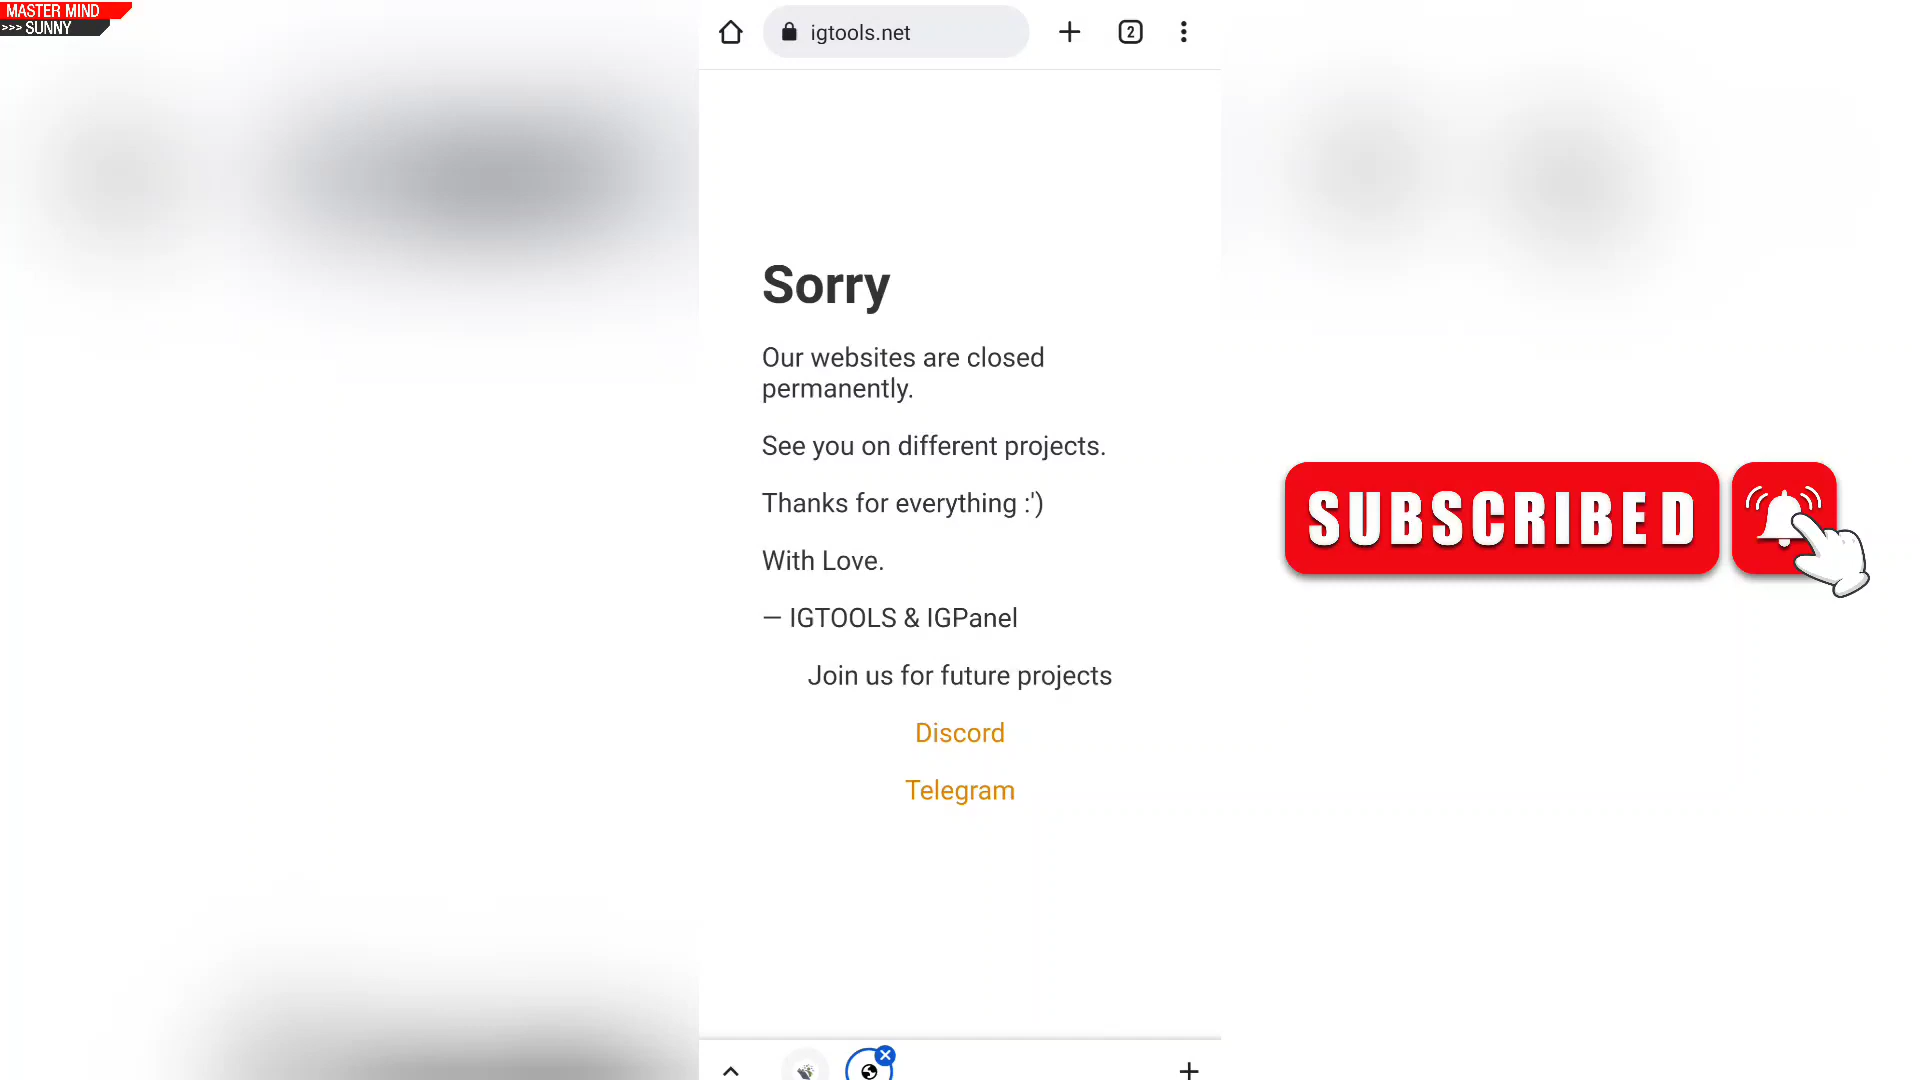 MASTER MIND
>>> SUNNY
igtools.net
2
Sorry
Our websites are closed
permanently.
See you on different projects.
Thanks for everything :')
With Love.
— IGTOOLS & IGPanel
Join us for future projects
Discord
Telegram
SUBSCRIBED